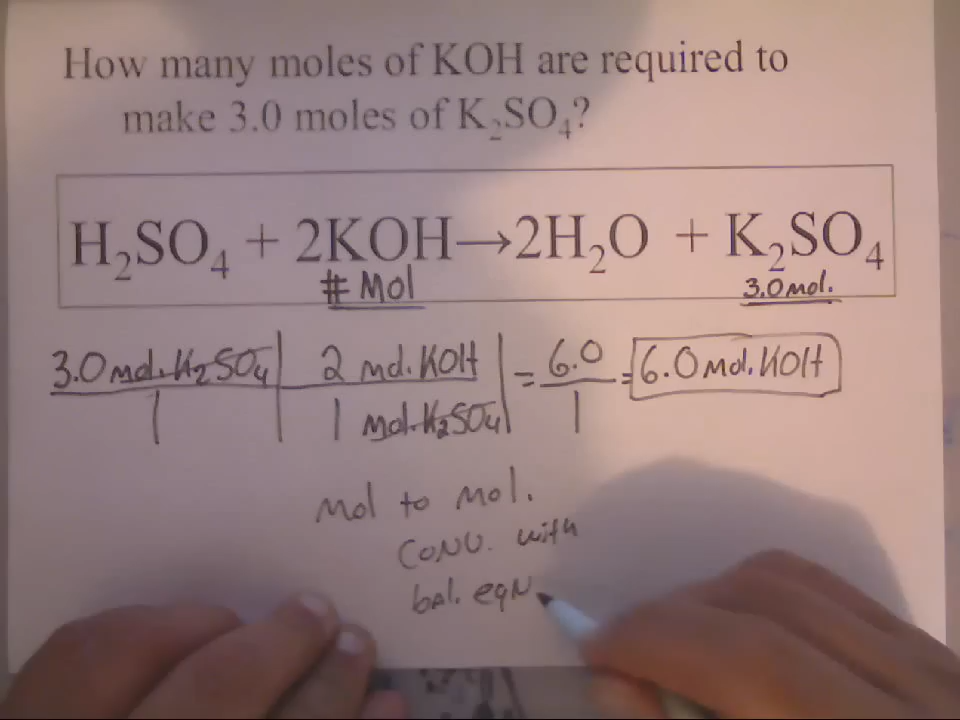 How many moles of KOH are required to
make 3.0 moles of K₂SO₄?
H₂SO₄ + 2KOH→2H₂O + K₂SO₄
# Mol 3.0 mol.
3.0 mol. K₂SO₄ | 2 mol. KOH | = 6.0 = 6.0 mol. KOH
1 | 1 mol. K₂SO₄ | 1
Mol to Mol.
CONV. with
bal. eqN